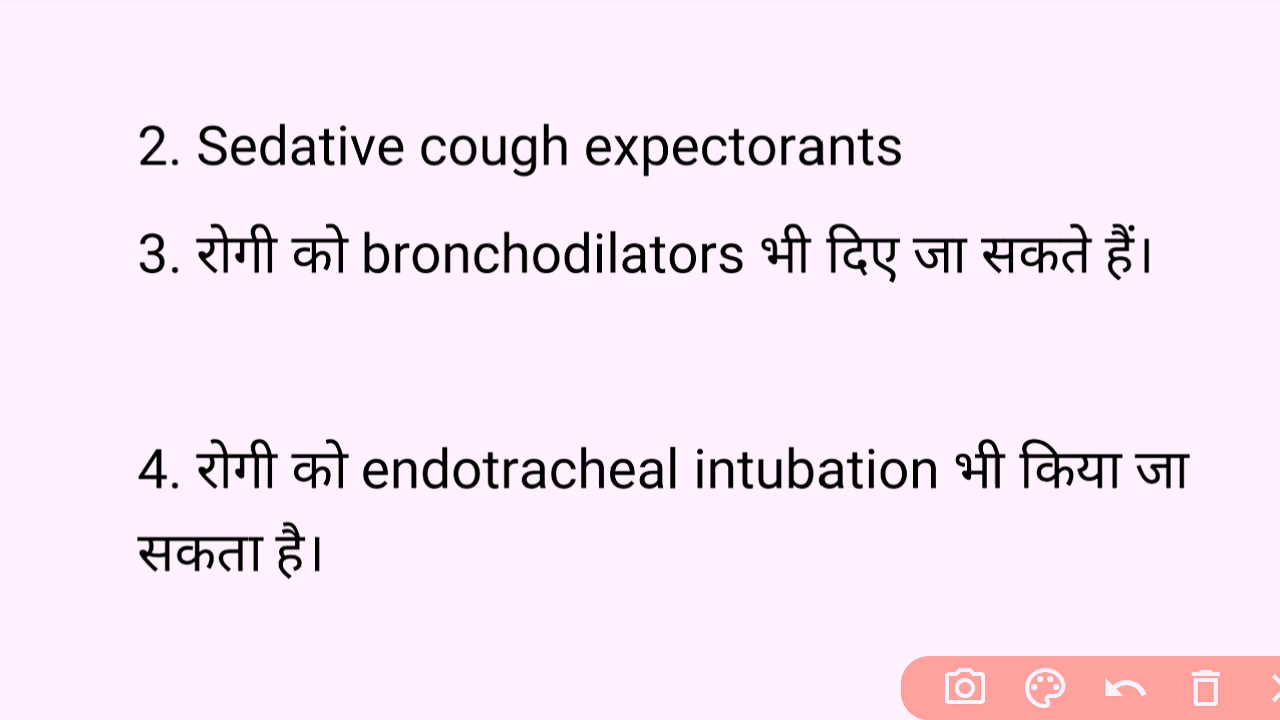 2. Sedative cough expectorants
3. रोगी को bronchodilators भी दिए जा सकते हैं।
4. रोगी को endotracheal intubation भी किया जा
सकता है।